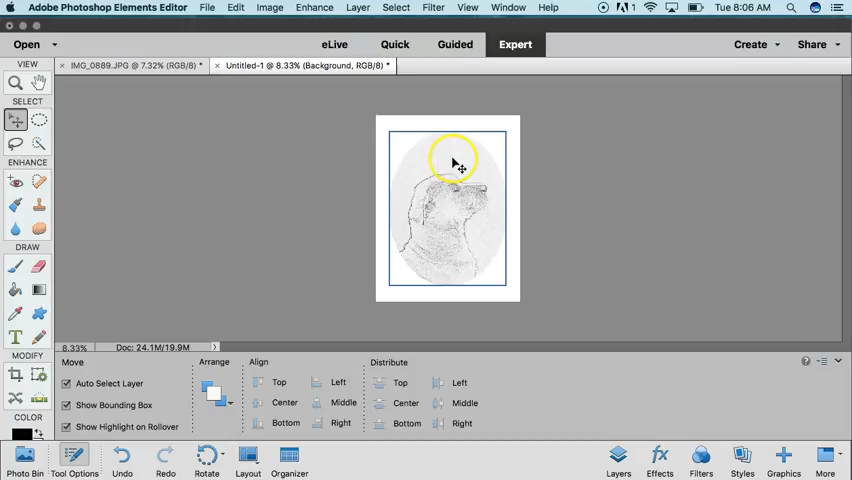 Adobe Photoshop Elements Editor File Edit Image Enhance Layer Select Filter View Window Help 1 Tue 8:06 AM
Open eLive Quick Guided Expert Create Share
IMG_0889.JPG @ 7.32% (RGB/8) * Untitled-1 @ 8.33% (Background, RGB/8) *
VIEW
SELECT
ENHANCE
DRAW
T
MODIFY
COLOR
8.33% Doc: 24.1M/19.9M
Move Arrange Align Distribute
Auto Select Layer Top Left Top Left
Show Bounding Box Center Middle Center Middle
Show Highlight on Rollover Bottom Right Bottom Right
Photo Bin Tool Options Undo Redo Rotate Layout Organizer Layers Effects Filters Styles Graphics More